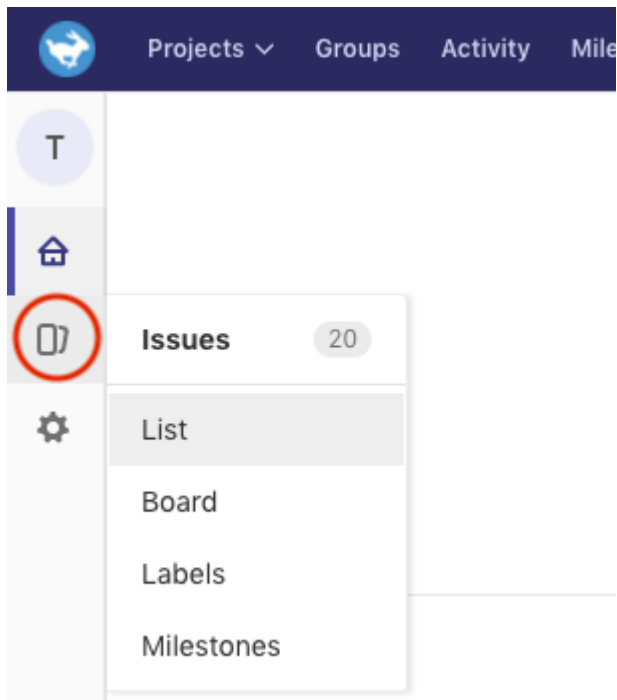 Projects Groups Activity
T
Issues 20
List
Board
Labels
Milestones